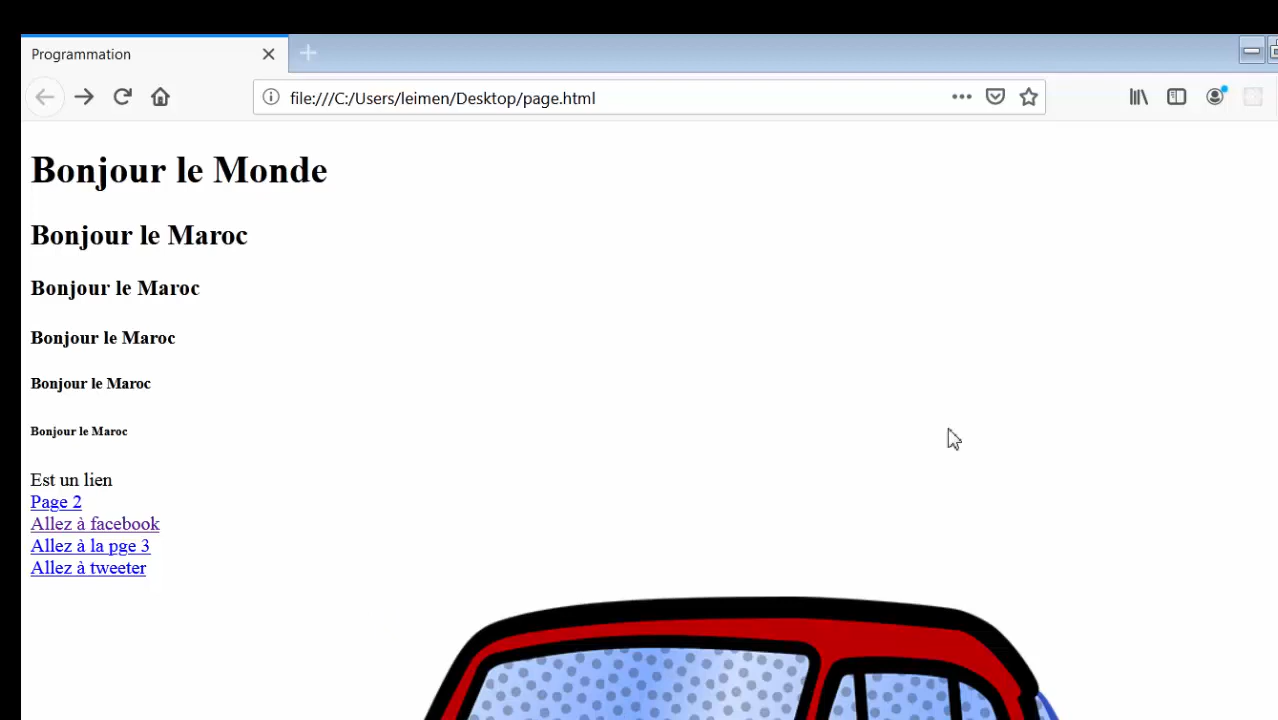 Programmation
file:///C:/Users/leimen/Desktop/page.html
Bonjour le Monde
Bonjour le Maroc
Bonjour le Maroc
Bonjour le Maroc
Bonjour le Maroc
Bonjour le Maroc
Est un lien
Page 2
Allez à facebook
Allez à la pge 3
Allez à tweeter